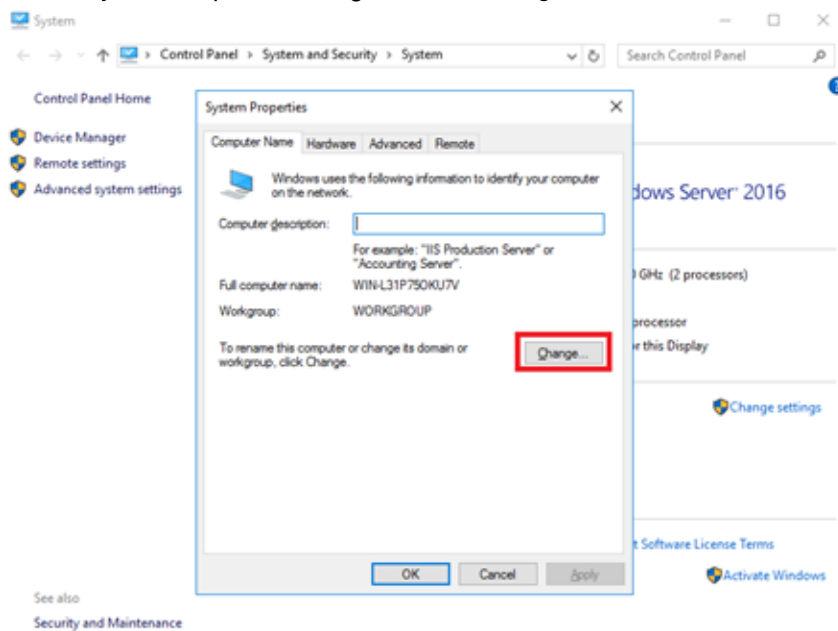 System
Control Panel > System and Security > System
Search Control Panel
Control Panel Home
Device Manager
Remote settings
Advanced system settings
System Properties
Computer Name Hardware Advanced Remote
Windows uses the following information to identify your computer
on the network.
Computer description:
For example: "IIS Production Server" or
"Accounting Server".
Full computer name: WIN-L31P75OKU7V
Workgroup: WORKGROUP
To rename this computer or change its domain or
workgroup, click Change.
Change...
OK Cancel Apply
dows Server® 2016
GHz (2 processors)
processor
r this Display
Change settings
t Software License Terms
Activate Windows
See also
Security and Maintenance